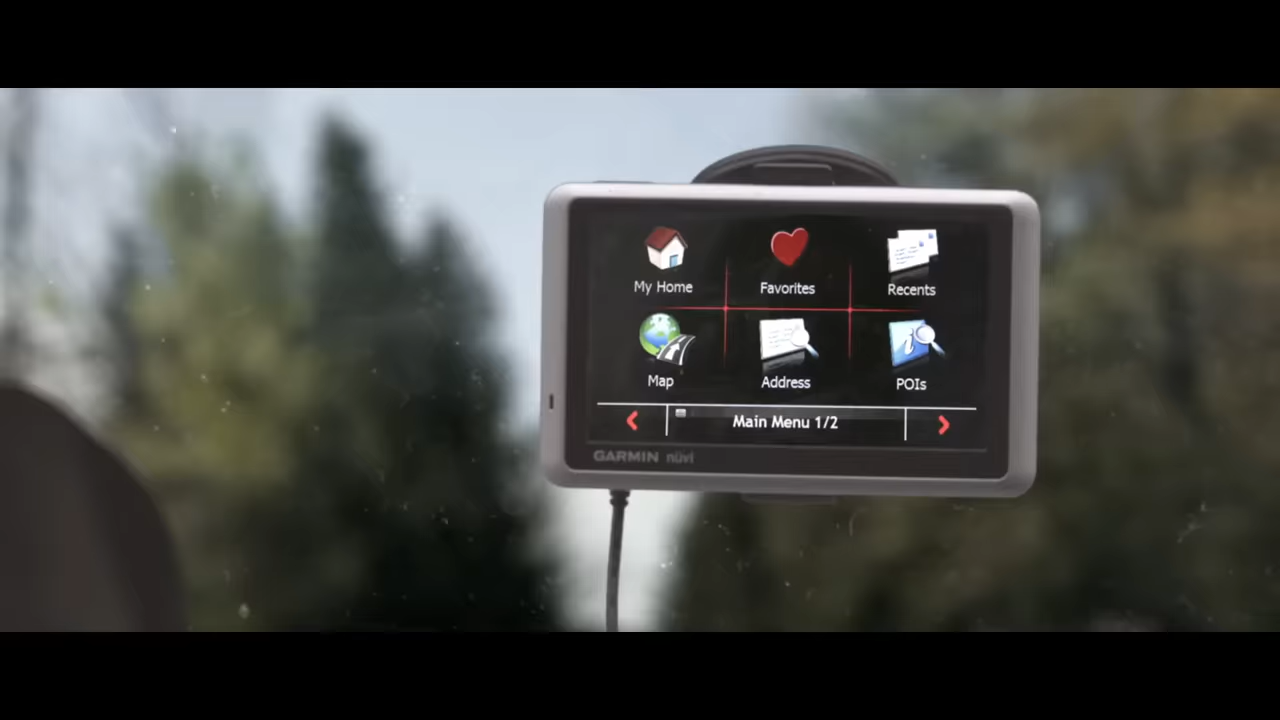 My Home Favorites Recents
Map Address POIs
Main Menu 1/2
GARMIN nüvi